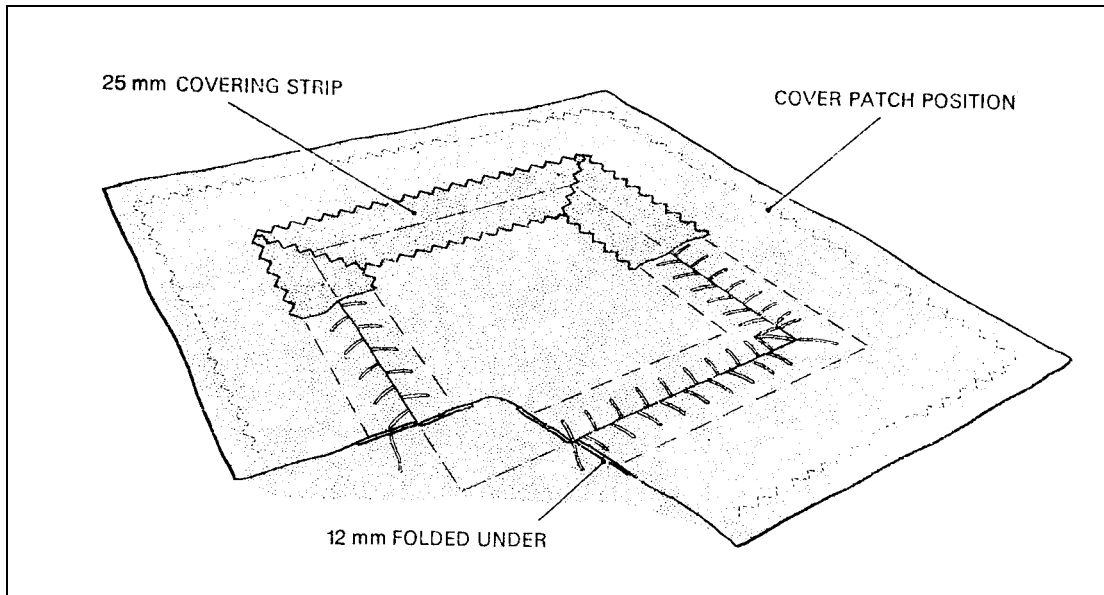 25 mm COVERING STRIP
COVER PATCH POSITION
12 mm FOLDED UNDER